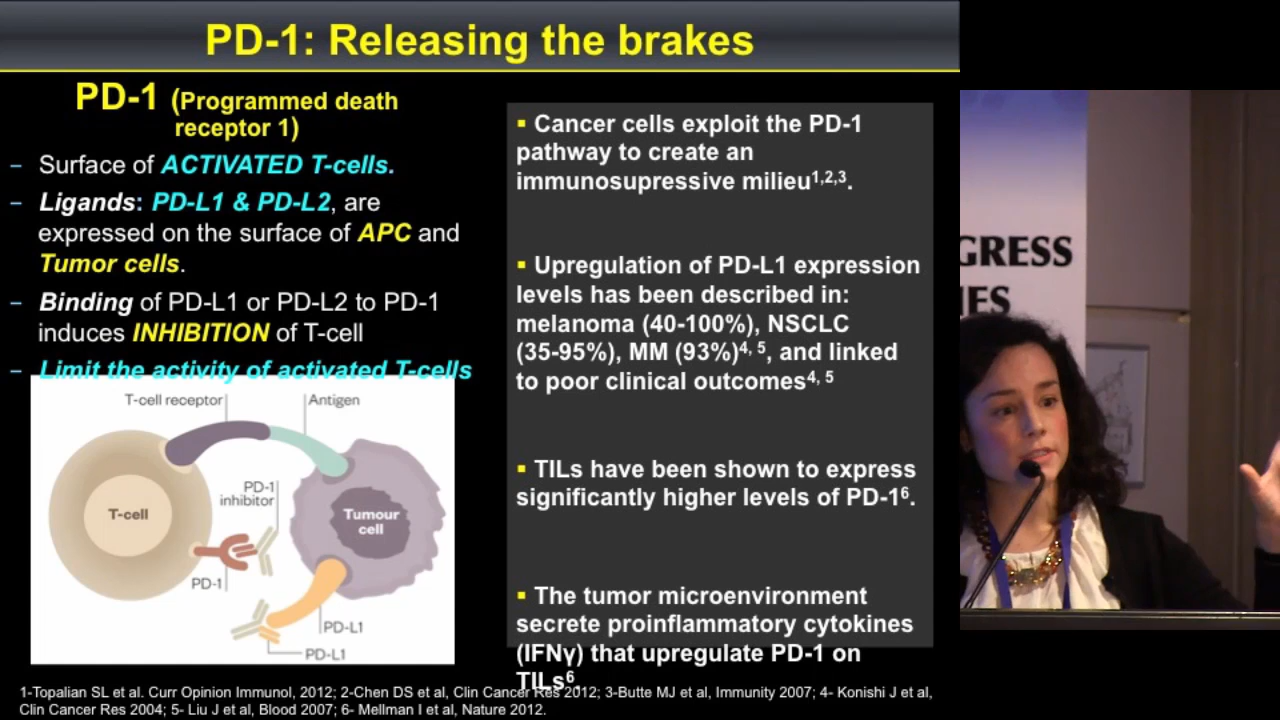 PD-1: Releasing the brakes
PD-1 (Programmed death
receptor 1)
– Surface of ACTIVATED T-cells.
– Ligands: PD-L1 & PD-L2, are
expressed on the surface of APC and
Tumor cells.
– Binding of PD-L1 or PD-L2 to PD-1
induces INHIBITION of T-cell
– Limit the activity of activated T-cells
T-cell receptor
Antigen
PD-1
inhibitor
T-cell
Tumour
cell
PD-1
PD-L1
PD-L1
▪ Cancer cells exploit the PD-1
pathway to create an
immunosupressive milieu1,2,3.
▪ Upregulation of PD-L1 expression
levels has been described in:
melanoma (40-100%), NSCLC
(35-95%), MM (93%)4, 5, and linked
to poor clinical outcomes4, 5
▪ TILs have been shown to express
significantly higher levels of PD-16.
▪ The tumor microenvironment
secrete proinflammatory cytokines
(IFNγ) that upregulate PD-1 on
TILs6.
1-Topalian SL et al. Curr Opinion Immunol, 2012; 2-Chen DS et al, Clin Cancer Res 2012; 3-Butte MJ et al, Immunity 2007; 4- Konishi J et al,
Clin Cancer Res 2004; 5- Liu J et al, Blood 2007; 6- Mellman I et al, Nature 2012.
GRESS
IES